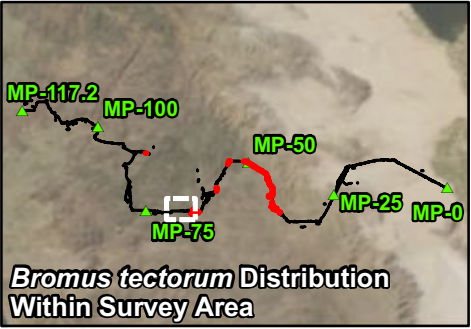 MP-117.2
MP-100
MP-50
MP-25
MP-0
MP-75
Bromus tectorum Distribution
Within Survey Area